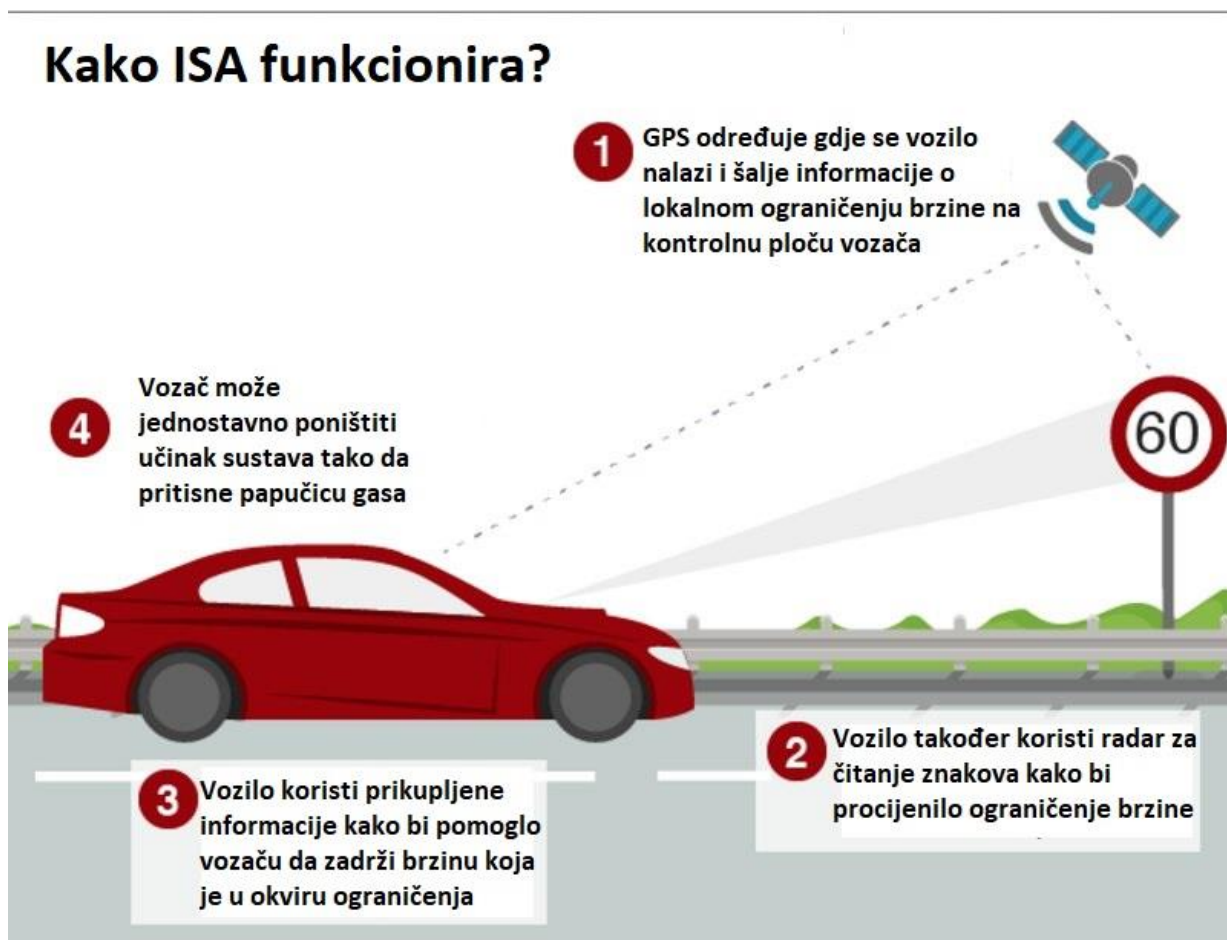 Kako ISA funkcionira?
1
GPS određuje gdje se vozilo
nalazi i šalje informacije o
lokalnom ograničenju brzine na
kontrolnu ploču vozača
60
4
Vozač može
jednostavno poništiti
učinak sustava tako da
pritisne papučicu gasa
2
Vozilo također koristi radar za
čitanje znakova kako bi
procijenilo ograničenje brzine
3
Vozilo koristi prikupljene
informacije kako bi pomoglo
vozaču da zadrži brzinu koja
je u okviru ograničenja